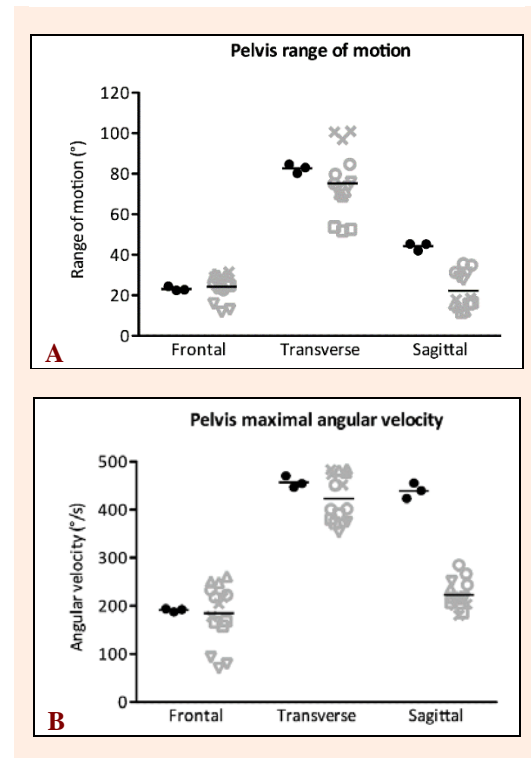 Pelvis range of motion
120
100
80
60
40
20
0
Range of motion (°)
Frontal Transverse Sagittal
A
Pelvis maximal angular velocity
500
400
300
200
100
0
Angular velocity (°/s)
Frontal Transverse Sagittal
B